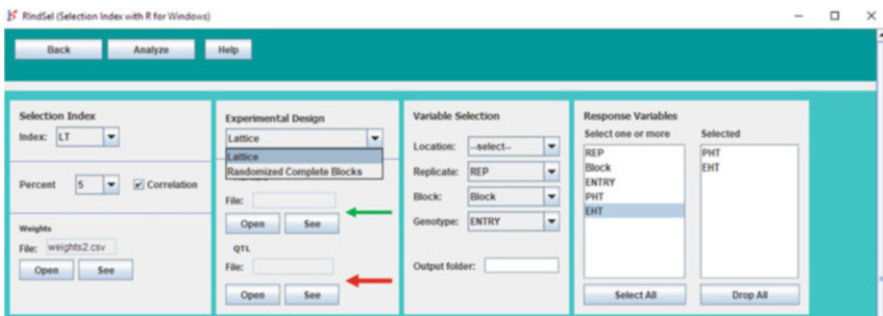 RIndSel (Selection Index with R for Windows)
Back
Analyze
Help
Selection Index
Index: LT
Percent 5 Correlation
Weights
File: weights2.csv
Open See
Experimental Design
Lattice
Lattice
Randomized Complete Blocks
File:
Open See
QTL
File:
Open See
Variable Selection
Location: --select--
Replicate: REP
Block: Block
Genotype: ENTRY
Output folder:
Response Variables
Select one or more
REP
Block
ENTRY
PHT
EHT
Select All
Selected
PHT
EHT
Drop All